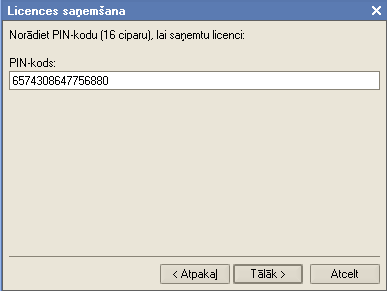 Licences saņemšana
Norādiet PIN-kodu (16 ciparu), lai saņemtu licenci:
PIN-kods:
6574308647756880
< Atpakaļ Tālāk > Atcelt